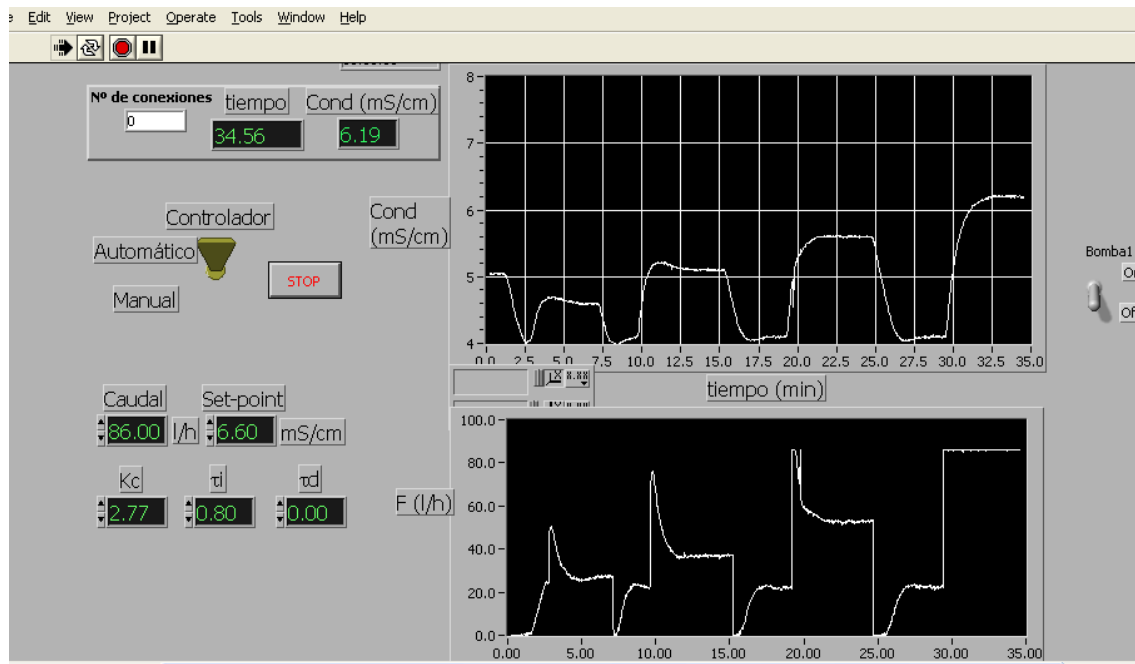 Edit View Project Operate Tools Window Help
Nº de conexiones tiempo Cond (mS/cm)
0 34.56 6.19
Controlador
Automático
Manual
STOP
Cond
(mS/cm)
8
7
6
5
4
2.5 5.0 7.5 10.0 12.5 15.0 17.5 20.0 22.5 25.0 27.5 30.0 32.5 35.0
tiempo (min)
Bomba1
Caudal Set-point
86.00 l/h 6.60 mS/cm
Kc τi τd
2.77 0.80 0.00
F (l/h)
100.0
80.0
60.0
40.0
20.0
0.0
0.00 5.00 10.00 15.00 20.00 25.00 30.00 35.00